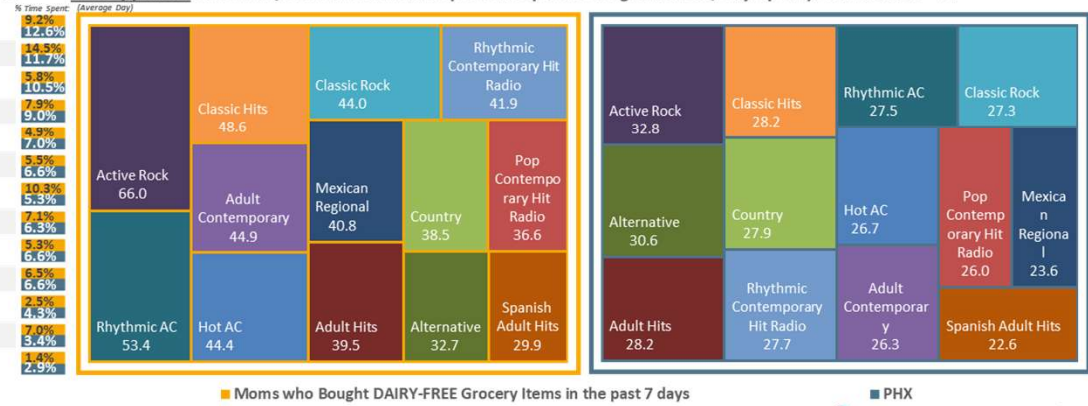 % Time Spent: (Average Day)
9.2%
12.6%
14.5%
11.7%
5.8%
10.5%
7.9%
9.0%
4.9%
7.0%
5.5%
6.6%
10.3%
5.3%
7.1%
6.3%
5.3%
6.6%
6.5%
6.6%
2.5%
4.3%
7.0%
3.4%
1.4%
2.9%
Active Rock
66.0
Rhythmic AC
53.4
Classic Hits
48.6
Adult
Contemporary
44.9
Hot AC
44.4
Classic Rock
44.0
Rhythmic
Contemporary Hit
Radio
41.9
Mexican
Regional
40.8
Adult Hits
39.5
Country
38.5
Alternative
32.7
Pop
Contempo
rary Hit
Radio
36.6
Spanish
Adult Hits
29.9
Active Rock
32.8
Alternative
30.6
Adult Hits
28.2
Classic Hits
28.2
Country
27.9
Rhythmic
Contemporary
Hit Radio
27.7
Rhythmic AC
27.5
Classic Rock
27.3
Hot AC
26.7
Adult
Contemporar
y
26.3
Pop
Contemp
orary Hit
Radio
26.0
Mexica
n
Regiona
l
23.6
Spanish Adult Hits
22.6
Moms who Bought DAIRY-FREE Grocery Items in the past 7 days
PHX